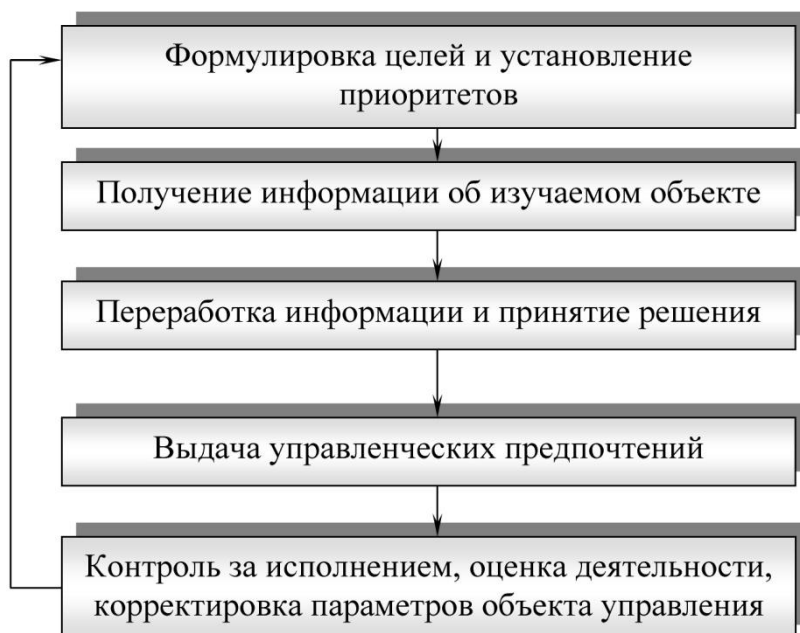 Формулировка целей и установление
приоритетов
Получение информации об изучаемом объекте
Переработка информации и принятие решения
Выдача управленческих предпочтений
Контроль за исполнением, оценка деятельности,
корректировка параметров объекта управления